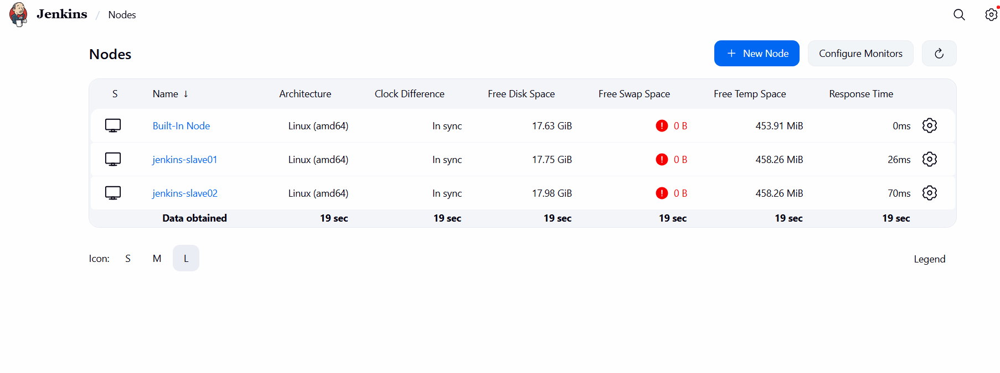 Jenkins / Nodes
Nodes
+ New Node Configure Monitors
S Name ↓ Architecture Clock Difference Free Disk Space Free Swap Space Free Temp Space Response Time
Built-In Node Linux (amd64) In sync 17.63 GiB 0 B 453.91 MiB 0ms
jenkins-slave01 Linux (amd64) In sync 17.75 GiB 0 B 458.26 MiB 26ms
jenkins-slave02 Linux (amd64) In sync 17.98 GiB 0 B 458.26 MiB 70ms
Data obtained 19 sec 19 sec 19 sec 19 sec 19 sec 19 sec
Icon: S M L Legend